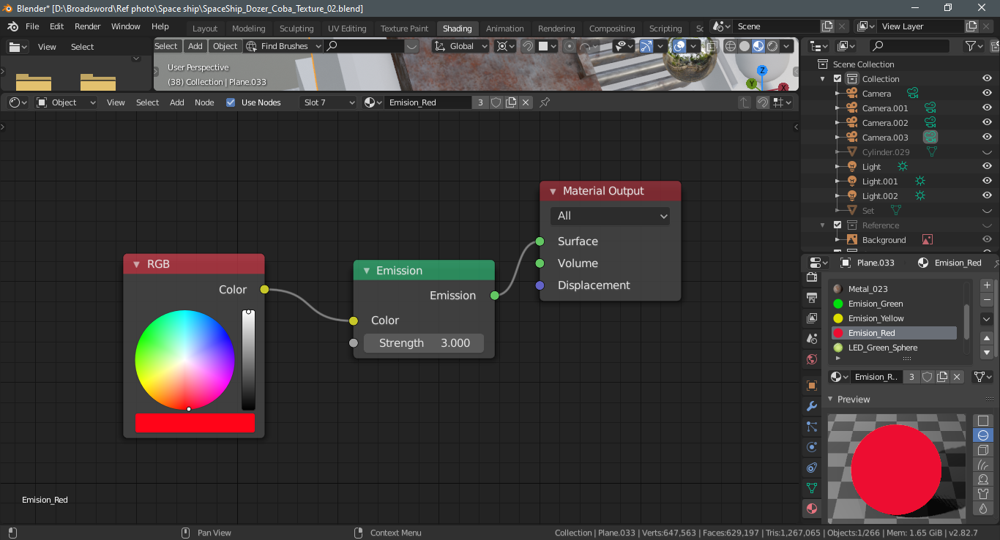 Blender* [D:\Broadsword\Ref photo\Space ship\SpaceShip_Dozer_Coba_Texture_02.blend]
File Edit Render Window Help Layout Modeling Sculpting UV Editing Texture Paint Shading Animation Rendering Compositing Scripting Sc Scene View Layer
View Select Select Add Object Find Brushes Global
User Perspective
(38) Collection | Plane.033
Z
Y
X
Object View Select Add Node Use Nodes Slot 7 Emision_Red 3
RGB
Color
Emission
Emission
Color
Strength 3.000
Material Output
All
Surface
Volume
Displacement
Emision_Red
Scene Collection
Collection
Camera
Camera.001
Camera.002
Camera.003
Cylinder.029
Light
Light.001
Light.002
Set
Reference
Background
Plane.033 Emision_Red
Metal_023
Emision_Green
Emision_Yellow
Emision_Red
LED_Green_Sphere
Emision_R.. 3
Preview
Pan View Context Menu Collection | Plane.033 | Verts:647,563 | Faces:629,197 | Tris:1,267,065 | Objects:1/266 | Mem: 1.65 GiB | v2.82.7